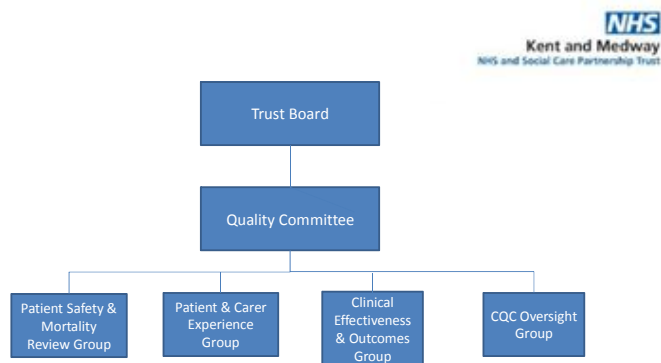 NHS
Kent and Medway
NHS and Social Care Partnership Trust
Trust Board
Quality Committee
Patient Safety &
Mortality
Review Group
Patient & Carer
Experience
Group
Clinical
Effectiveness
& Outcomes
Group
CQC Oversight
Group